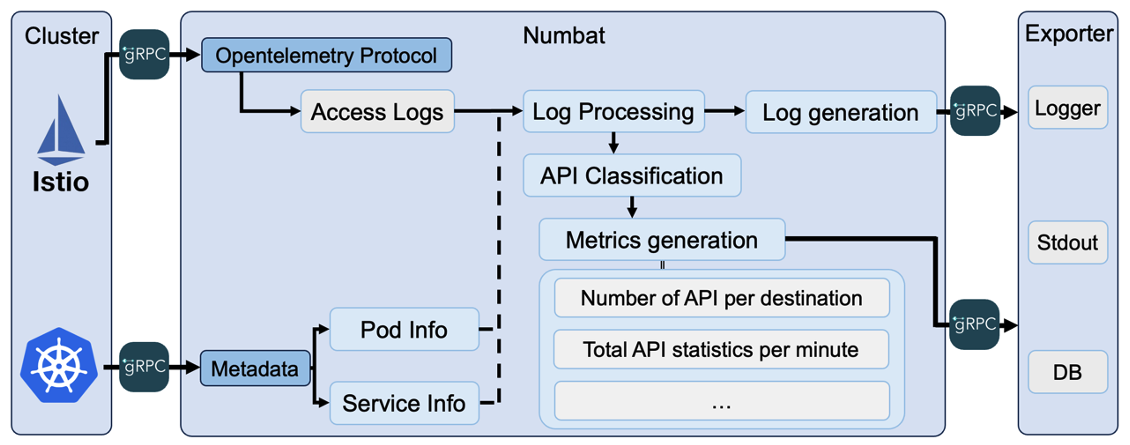 Cluster
Numbat
Exporter
gRPC
Opentelemetry Protocol
Access Logs
Log Processing
Log generation
gRPC
Logger
Istio
API Classification
Metrics generation
Stdout
Number of API per destination
gRPC
Pod Info
Total API statistics per minute
gRPC
Metadata
DB
Service Info
...